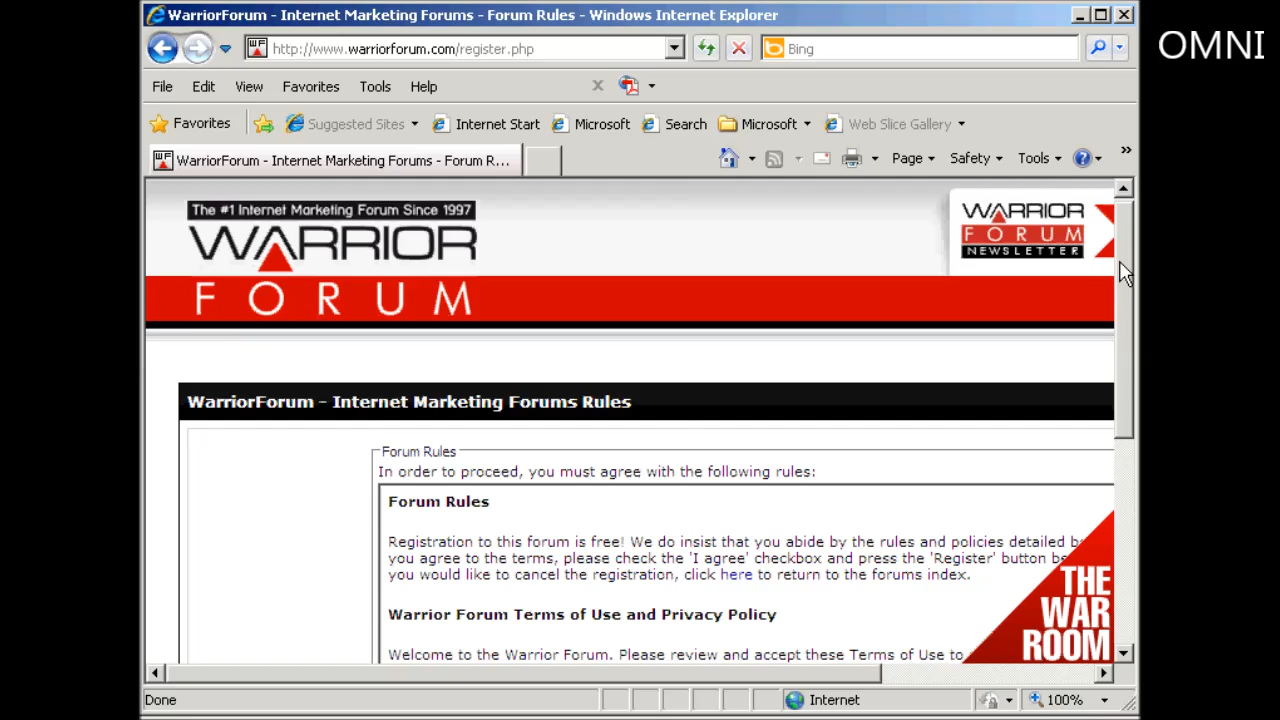 WarriorForum - Internet Marketing Forums - Forum Rules - Windows Internet Explorer
OMNI
http://www.warriorforum.com/register.php
Bing
File Edit View Favorites Tools Help
x
Favorites Suggested Sites Internet Start Microsoft Search Microsoft Web Slice Gallery
WarriorForum - Internet Marketing Forums - Forum R...
Page Safety Tools
The #1 Internet Marketing Forum Since 1997
WARRIOR
FORUM
WARRIOR
FORUM
NEWSLETTER
WarriorForum - Internet Marketing Forums Rules
Forum Rules
In order to proceed, you must agree with the following rules:
Forum Rules
Registration to this forum is free! We do insist that you abide by the rules and policies detailed b
you agree to the terms, please check the 'I agree' checkbox and press the 'Register' button be
you would like to cancel the registration, click here to return to the forums index.
Warrior Forum Terms of Use and Privacy Policy
Welcome to the Warrior Forum. Please review and accept these Terms of Use to
THE
WAR
ROOM
Done
Internet
100%